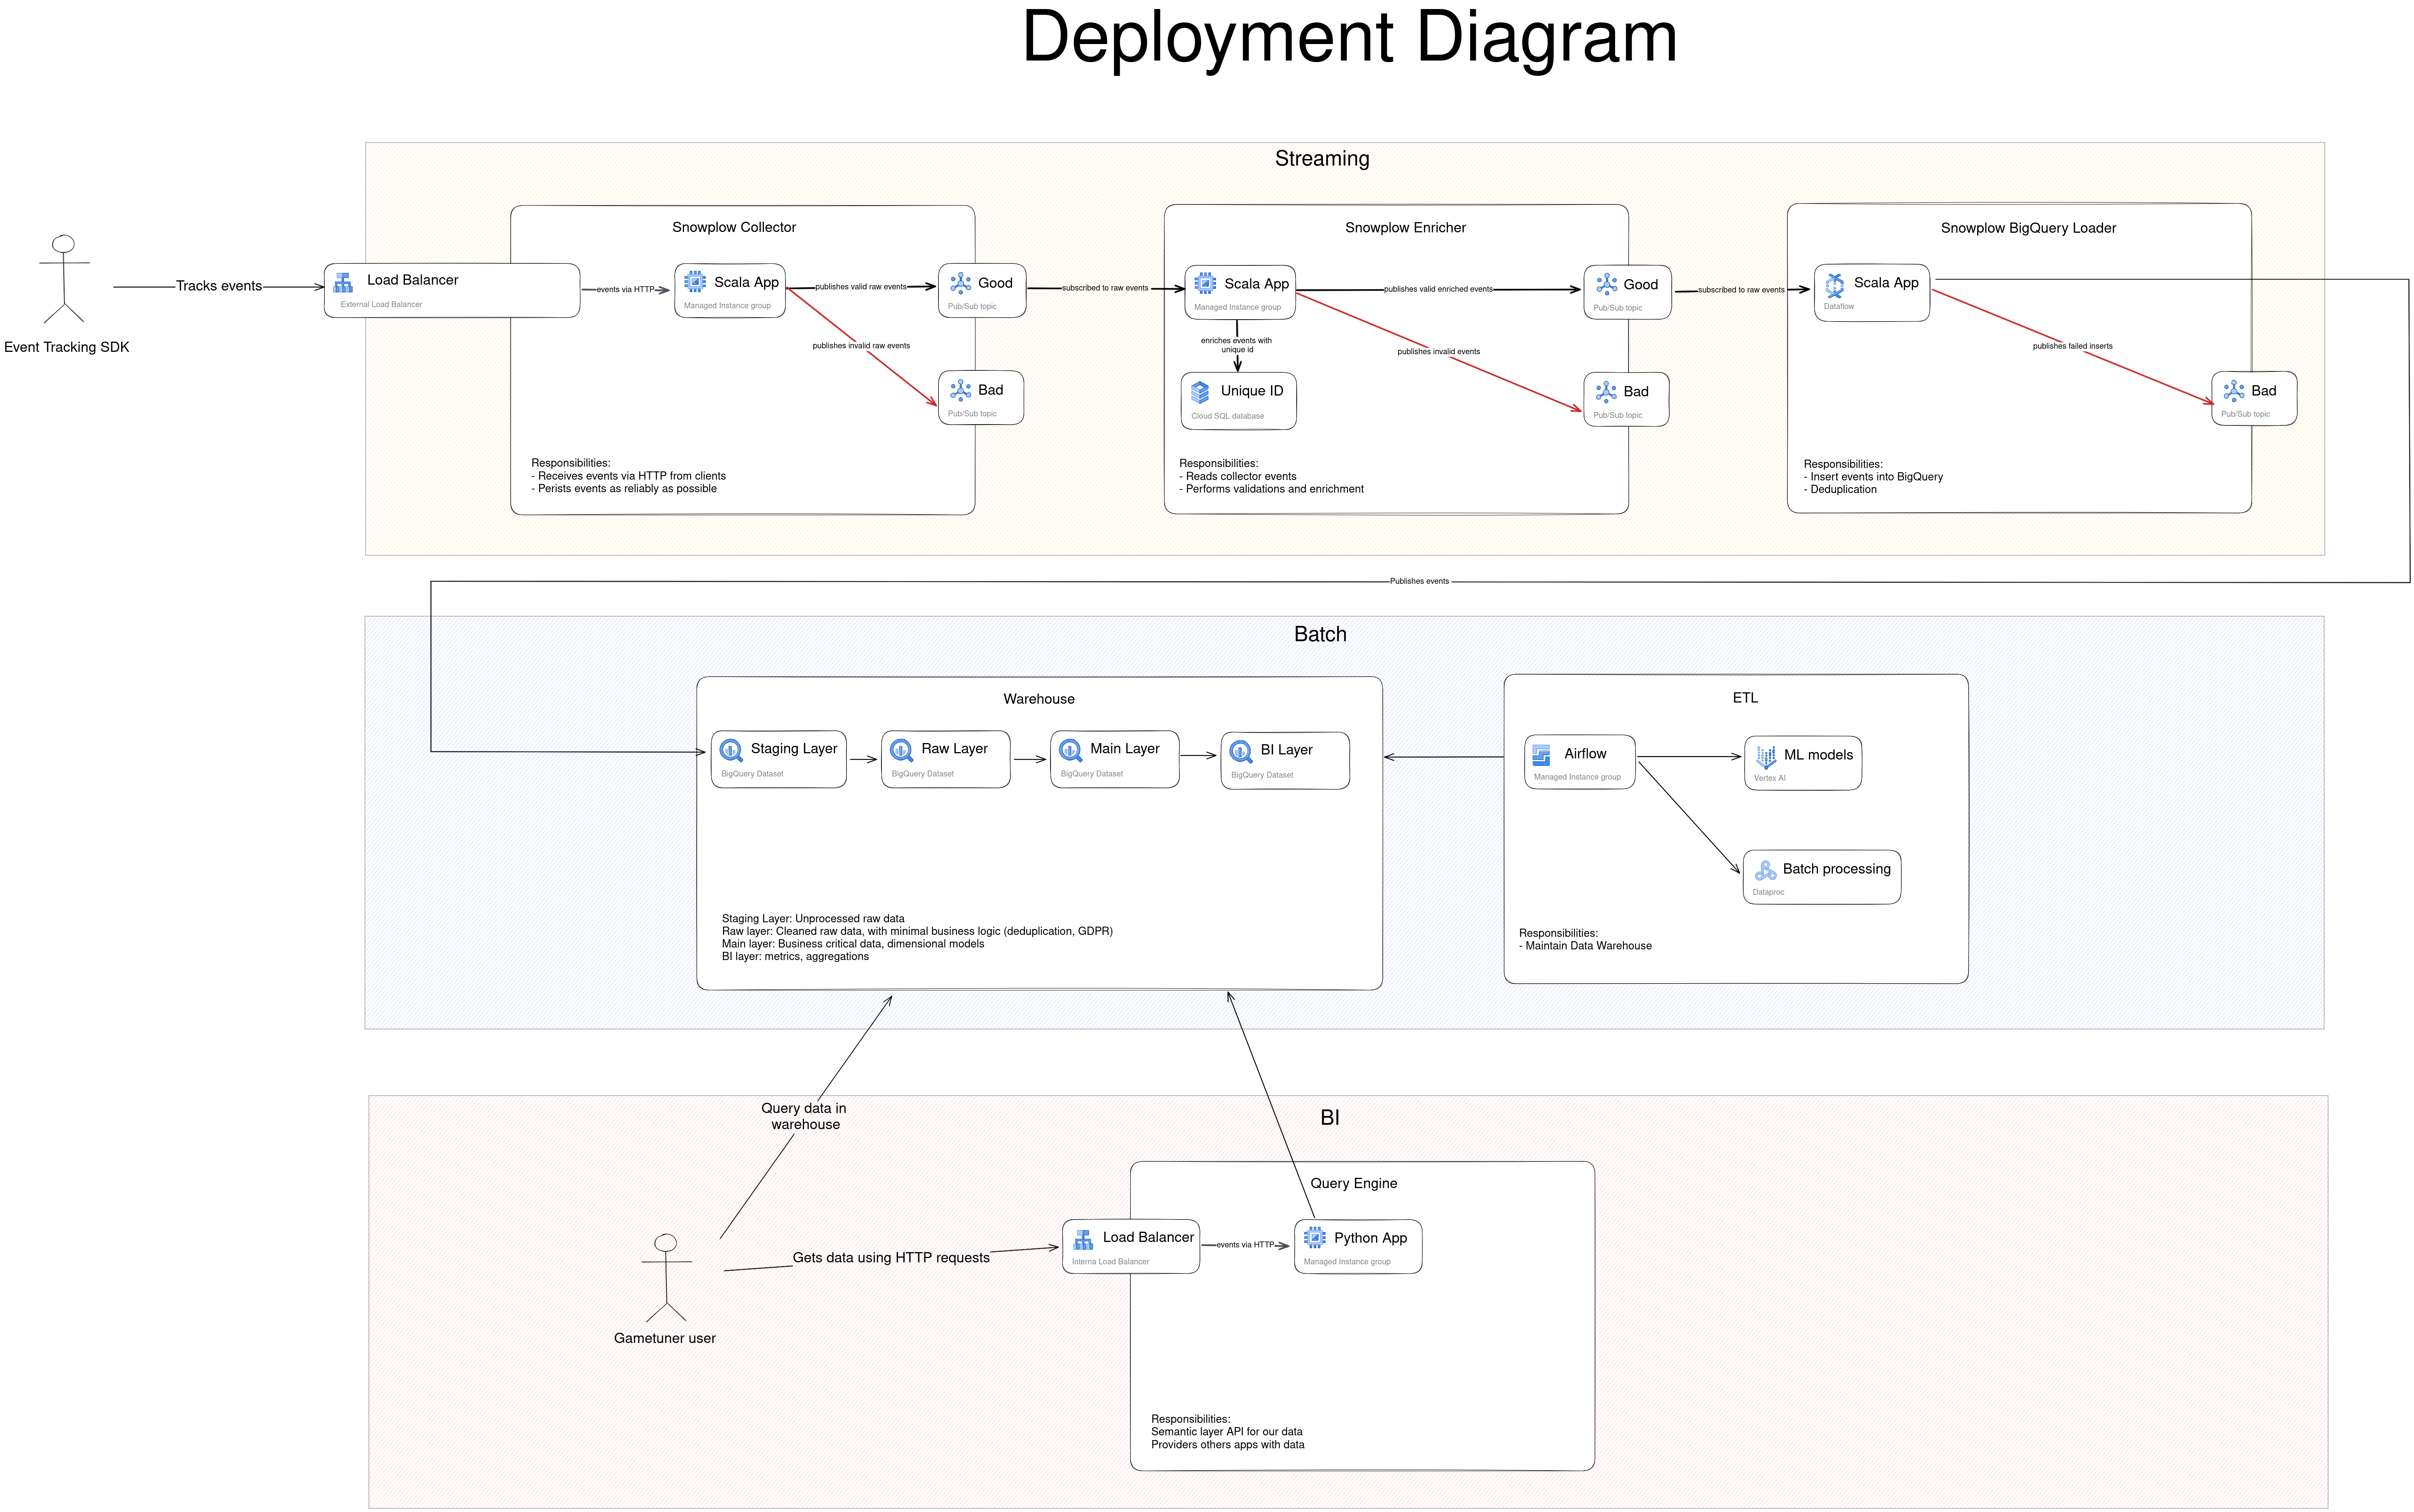 Deployment Diagram
Streaming
Snowplow Collector
Snowplow Enricher
Snowplow BigQuery Loader
Event Tracking SDK
Tracks events
Load Balancer
External Load Balancer
events via HTTP
Scala App
Managed Instance group
publishes valid raw events
publishes invalid raw events
Good
Pub/Sub topic
Bad
Pub/Sub topic
Responsibilities:
- Receives events via HTTP from clients
- Perists events as reliably as possible
subscribed to raw events
Scala App
Managed Instance group
enriches events with
unique id
Unique ID
Cloud SQL database
publishes valid enriched events
publishes invalid events
Good
Pub/Sub topic
Bad
Pub/Sub topic
Responsibilities:
- Reads collector events
- Performs validations and enrichment
subscribed to raw events
Scala App
Dataflow
publishes failed inserts
Bad
Pub/Sub topic
Responsibilities:
- Insert events into BigQuery
- Deduplication
Publishes events
Batch
Warehouse
Staging Layer
BigQuery Dataset
Raw Layer
BigQuery Dataset
Main Layer
BigQuery Dataset
BI Layer
BigQuery Dataset
Staging Layer: Unprocessed raw data
Raw layer: Cleaned raw data, with minimal business logic (deduplication, GDPR)
Main layer: Business critical data, dimensional models
BI layer: metrics, aggregations
ETL
Airflow
Managed Instance group
ML models
Vertex AI
Batch processing
Dataproc
Responsibilities:
- Maintain Data Warehouse
BI
Query data in
warehouse
Gametuner user
Gets data using HTTP requests
Query Engine
Load Balancer
Interna Load Balancer
events via HTTP
Python App
Managed Instance group
Responsibilities:
Semantic layer API for our data
Providers others apps with data